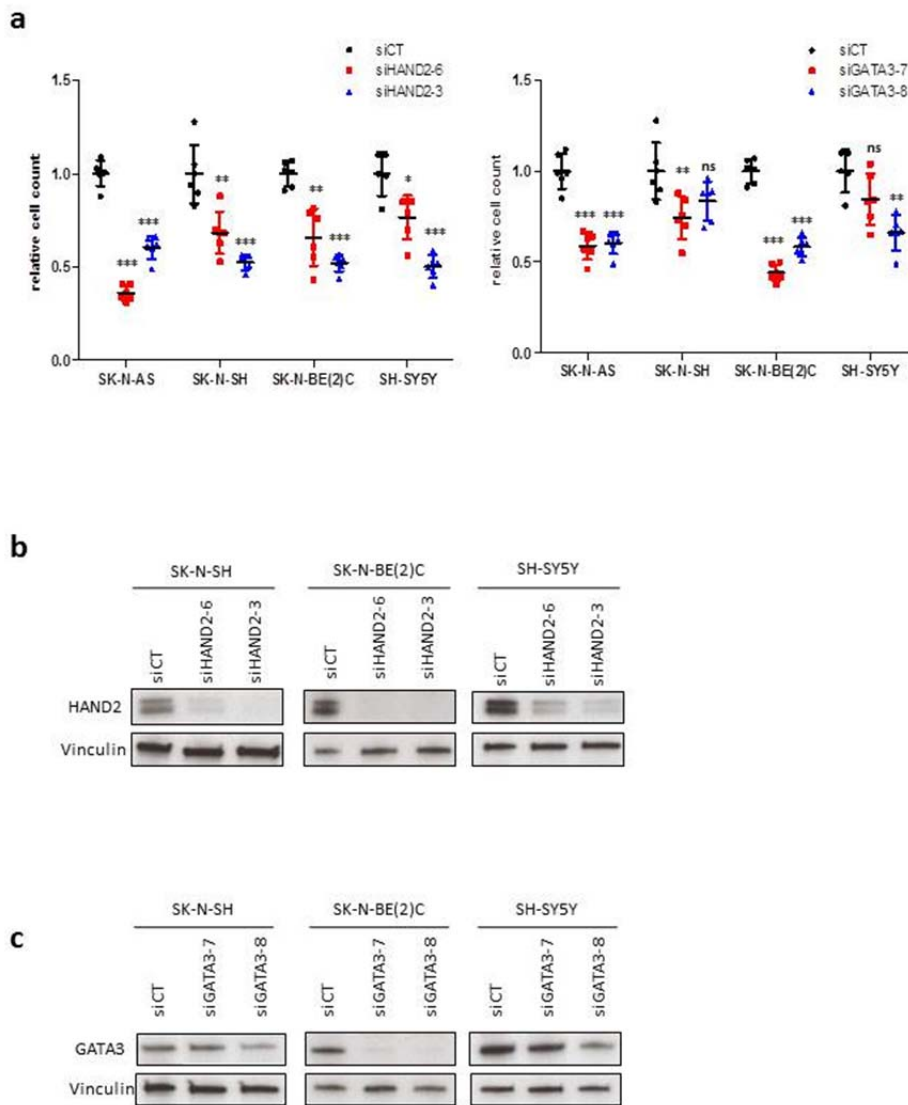 a
siCT
siHAND2-6
siHAND2-3
relative cell count
1.5
1.0
0.5
0.0
*** *** ** *** ** *** * ***
SK-N-AS SK-N-SH SK-N-BE(2)C SH-SY5Y
siCT
siGATA3-7
siGATA3-8
relative cell count
1.5
1.0
0.5
0.0
*** *** ** ns *** *** ns **
SK-N-AS SK-N-SH SK-N-BE(2)C SH-SY5Y
b
SK-N-SH SK-N-BE(2)C SH-SY5Y
siCT siHAND2-6 siHAND2-3 siCT siHAND2-6 siHAND2-3 siCT siHAND2-6 siHAND2-3
HAND2
Vinculin
c
SK-N-SH SK-N-BE(2)C SH-SY5Y
siCT siGATA3-7 siGATA3-8 siCT siGATA3-7 siGATA3-8 siCT siGATA3-7 siGATA3-8
GATA3
Vinculin